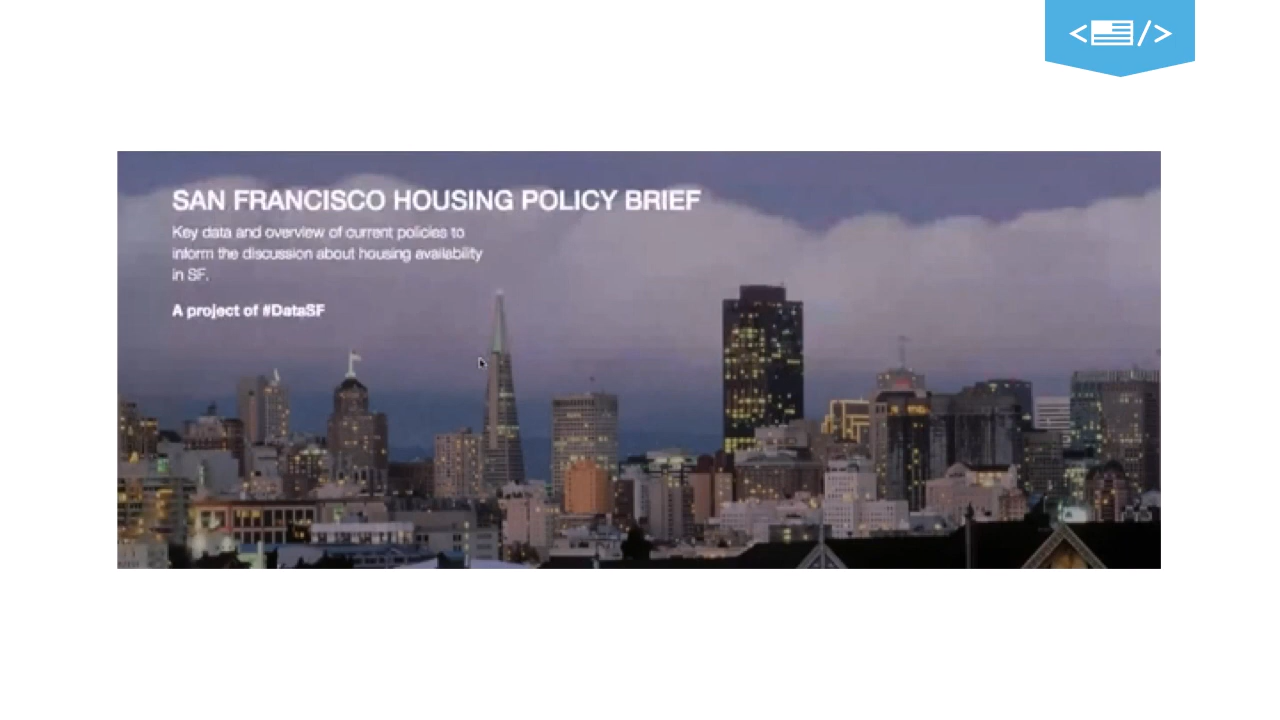 SAN FRANCISCO HOUSING POLICY BRIEF
Key data and overview of current policies to
inform the discussion about housing availability
in SF.
A project of #DataSF